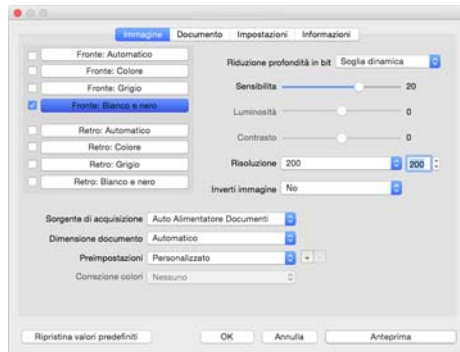 Immagine Documento Impostazioni Informazioni
Fronte: Automatico
Fronte: Colore
Fronte: Grigio
Fronte: Bianco e nero
Retro: Automatico
Retro: Colore
Retro: Grigio
Retro: Bianco e nero
Riduzione profondità in bit Soglia dinamica
Sensibilita 20
Luminosità 0
Contrasto 0
Risoluzione 200 200
Inverti immagine No
Sorgente di acquisizione Auto Alimentatore Documenti
Dimensione documento Automatico
Preimpostazioni Personalizzato + -
Correzione colori Nessuno
Ripristina valori predefiniti OK Annulla Anteprima